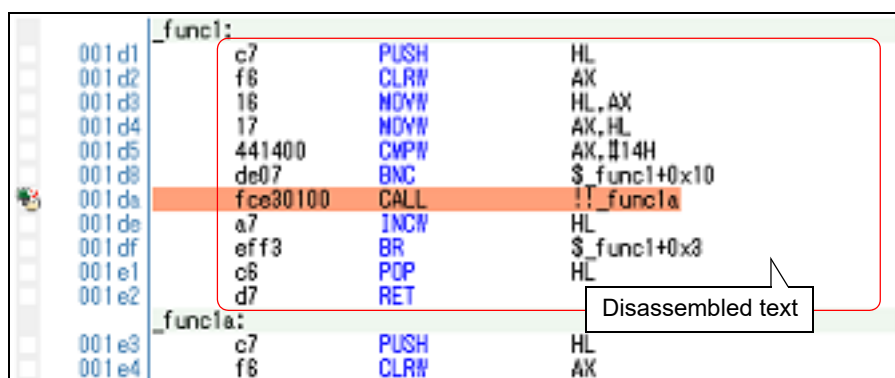 _func1:
001d1 c7 PUSH HL
001d2 f6 CLRW AX
001d3 16 MOVW HL,AX
001d4 17 MOVW AX,HL
001d5 441400 CMPW AX,#14H
001d8 de07 BNC $_func1+0x10
001da fce30100 CALL !!_func1a
001de a7 INCW HL
001df eff3 BR $_func1+0x3
001e1 c6 POP HL
001e2 d7 RET
Disassembled text
_func1a:
001e3 c7 PUSH HL
001e4 f6 CLRW AX